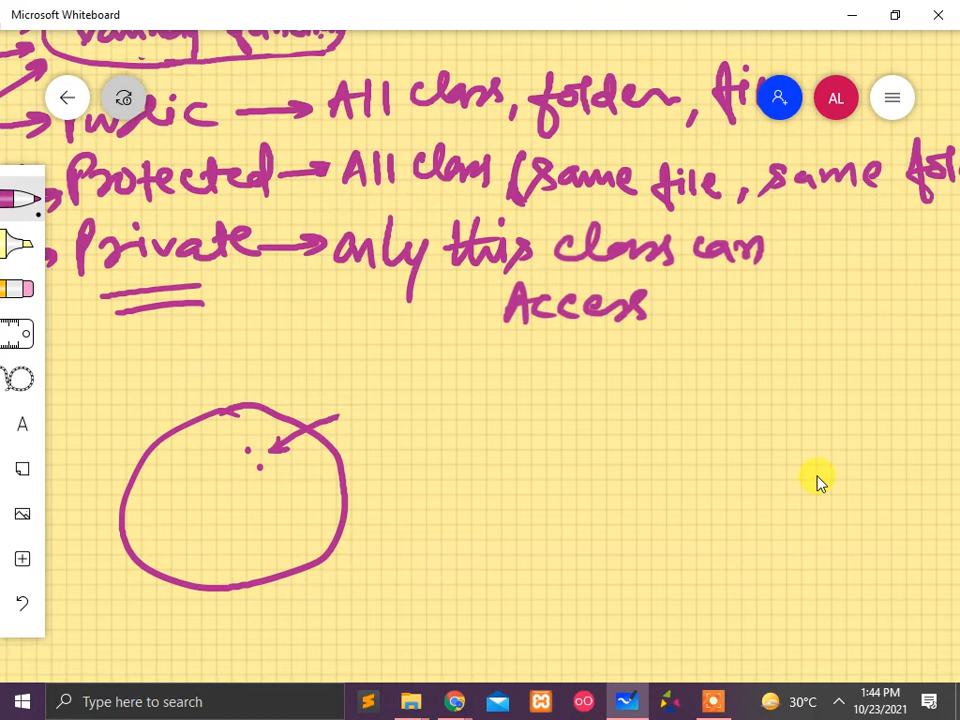 Microsoft Whiteboard
Public → All class, folder,
AL
Protected → All class (same file, same
Private → only this class can
Access
A
Type here to search
30°C
1:44 PM
10/23/2021